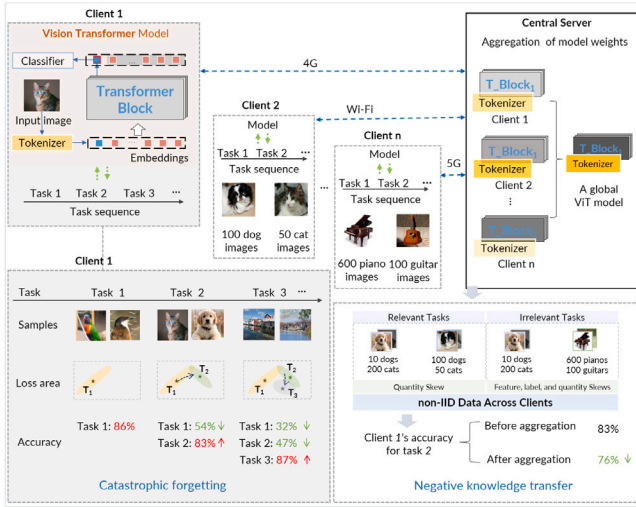 Client 1
Vision Transformer Model
Classifier
...
Transformer
Block
Input image
Tokenizer
...
Embeddings
Task 1 Task 2 Task 3 ...
Task sequence
4G
Wi-Fi
5G
Client 2
Model
Task 1 Task 2 ...
Task sequence
100 dog
images
50 cat
images
...
Client n
Model
Task 1 Task 2 ...
Task sequence
600 piano
images
100 guitar
images
Central Server
Aggregation of model weights
T_Block1
Tokenizer
Client 1
T_Block1
Tokenizer
Client 2
⋮
T_Block1
Tokenizer
Client n
T_Block1
Tokenizer
A global
ViT model
Client 1
Task Task 1 Task 2 Task 3 ...
Samples
Loss area
T1
T1 T2
T1 T2 T3
Accuracy
Task 1: 86%
Task 1: 54% ↓
Task 2: 83% ↑
Task 1: 32% ↓
Task 2: 47% ↓
Task 3: 87% ↑
Catastrophic forgetting
Relevant Tasks Irrelevant Tasks
10 dogs
200 cats
100 dogs
50 cats
10 dogs
200 cats
600 pianos
100 guitars
Quantity Skew Feature, label, and quantity Skews
non-IID Data Across Clients
Client 1's accuracy
for task 2
Before aggregation 83%
After aggregation 76% ↓
Negative knowledge transfer